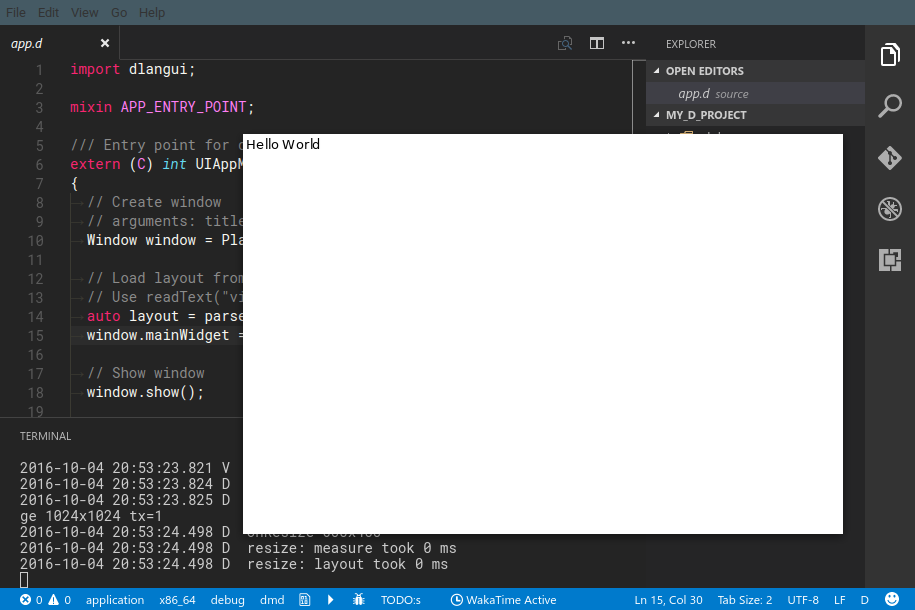 File Edit View Go Help
app.d
1 import dlangui;
2
3 mixin APP_ENTRY_POINT;
4
5 /// Entry point for
6 extern (C) int UIAppM
7 {
8 // Create window
9 // arguments: title
10 Window window = Pla
11
12 // Load layout from
13 // Use readText("vi
14 auto layout = parse
15 window.mainWidget =
16
17 // Show window
18 window.show();
19
EXPLORER
OPEN EDITORS
app.d source
MY_D_PROJECT
Hello World
TERMINAL
2016-10-04 20:53:23.821 V
2016-10-04 20:53:23.824 D
2016-10-04 20:53:23.825 D
ge 1024x1024 tx=1
2016-10-04 20:53:24.498 D
2016-10-04 20:53:24.498 D resize: measure took 0 ms
2016-10-04 20:53:24.498 D resize: layout took 0 ms
0 0 application x86_64 debug dmd TODO:s WakaTime Active Ln 15, Col 30 Tab Size: 2 UTF-8 LF D